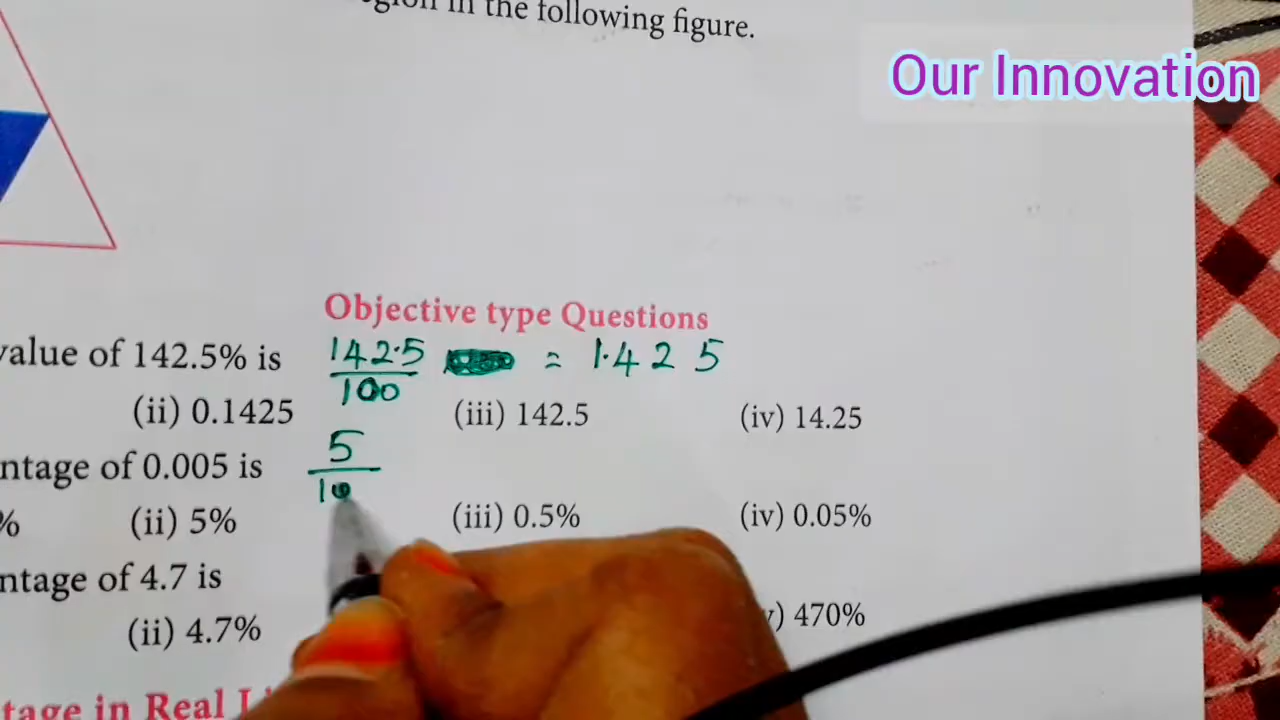 in the following figure.
Our Innovation
Objective type Questions
value of 142.5% is 142.5/100 = 1.425
(ii) 0.1425 (iii) 142.5 (iv) 14.25
ntage of 0.005 is 5/10
% (ii) 5% (iii) 0.5% (iv) 0.05%
ntage of 4.7 is
(ii) 4.7% ) 470%
tage in Real